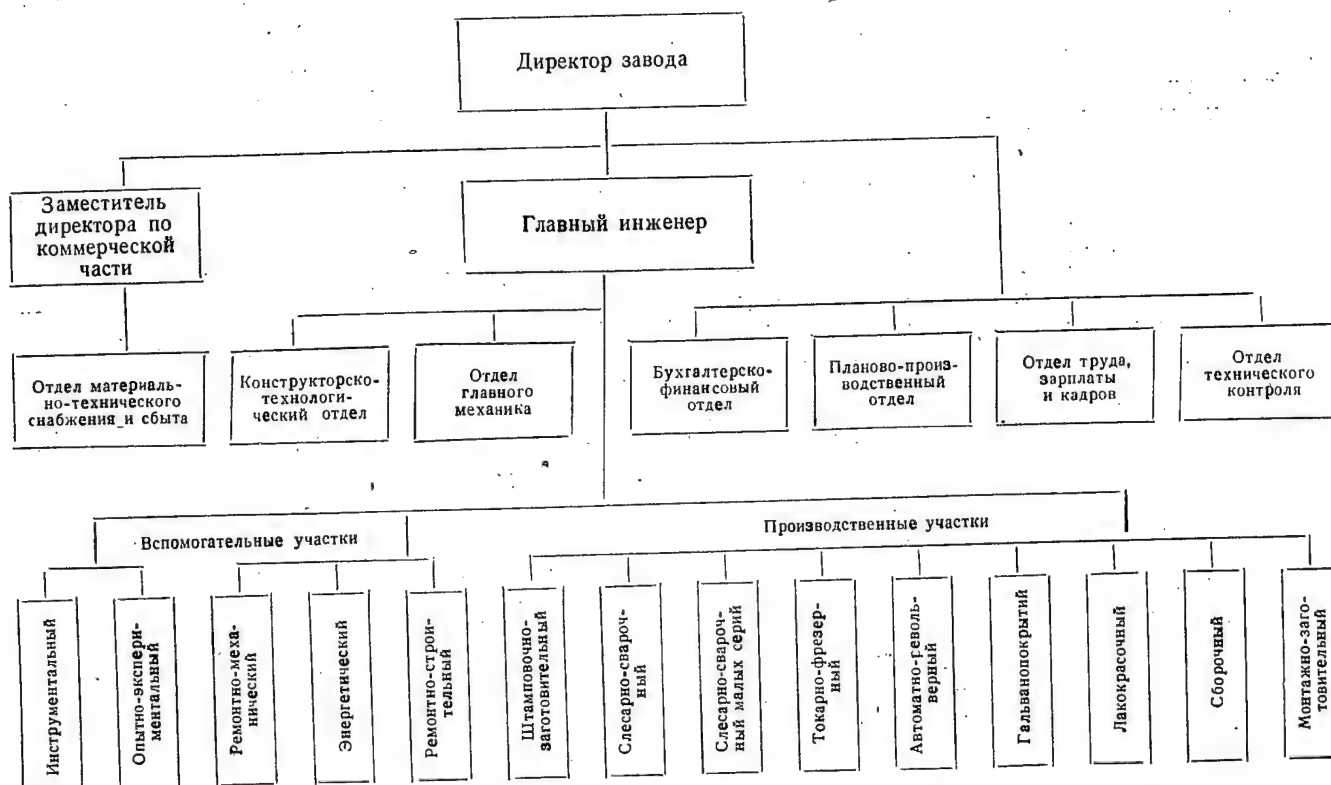 Директор завода
Заместитель
директора по
коммерческой
части
Главный инженер
Отдел материаль-
но-технического
снабжения и сбыта
Конструкторско-
технологи-
ческий отдел
Отдел
главного
механика
Бухгалтерско-
финансовый
отдел
Планово-произ-
водственный
отдел
Отдел труда,
зарплаты
и кадров
Отдел
технического
контроля
Вспомогательные участки
Производственные участки
Инструментальный
Опытно-экспери-
ментальный
Ремонтно-меха-
нический
Энергетический
Ремонтно-строи-
тельный
Штамповочно-
заготовительный
Слесарно-свароч-
ный
Слесарно-свароч-
ный малых серий
Токарно-фрезер-
ный
Автоматно-револь-
верный
Гальванопокрытий
Лакокрасочный
Сборочный
Монтажно-заго-
товительный